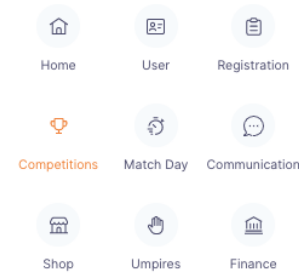 Home User Registration
Competitions Match Day Communication
Shop Umpires Finance